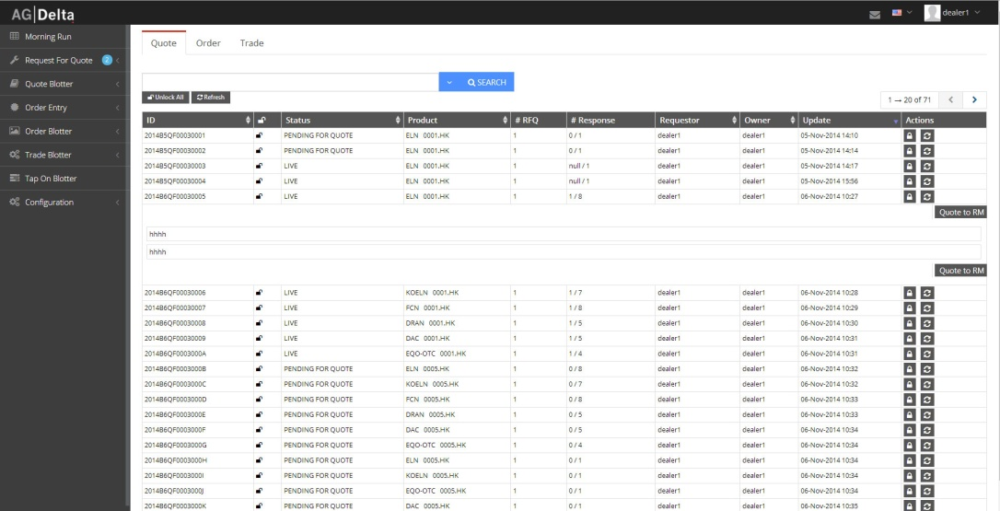 AG|Delta dealer1
Morning Run
Request For Quote 2
Quote Blotter
Order Entry
Order Blotter
Trade Blotter
Tap On Blotter
Configuration
Quote Order Trade
SEARCH
Unlock All Refresh
1 → 20 of 71
ID Status Product # RFQ # Response Requestor Owner Update Actions
2014B5QF00030001 PENDING FOR QUOTE ELN 0001.HK 1 0 / 1 dealer1 dealer1 05-Nov-2014 14:10
2014B5QF00030002 PENDING FOR QUOTE ELN 0001.HK 1 0 / 1 dealer1 dealer1 05-Nov-2014 14:14
2014B5QF00030003 LIVE ELN 0001.HK 1 null / 1 dealer1 dealer1 05-Nov-2014 14:17
2014B5QF00030004 LIVE ELN 0001.HK 1 null / 1 dealer1 dealer1 05-Nov-2014 15:56
2014B6QF00030005 LIVE ELN 0001.HK 1 1 / 8 dealer1 dealer1 06-Nov-2014 10:27
Quote to RM
hhhh
hhhh
Quote to RM
2014B6QF00030006 LIVE KOELN 0001.HK 1 1 / 7 dealer1 dealer1 06-Nov-2014 10:28
2014B6QF00030007 LIVE FCN 0001.HK 1 1 / 8 dealer1 dealer1 06-Nov-2014 10:29
2014B6QF00030008 LIVE DRAN 0001.HK 1 1 / 5 dealer1 dealer1 06-Nov-2014 10:30
2014B6QF00030009 LIVE DAC 0001.HK 1 1 / 5 dealer1 dealer1 06-Nov-2014 10:31
2014B6QF0003000A LIVE EQO-OTC 0001.HK 1 1 / 4 dealer1 dealer1 06-Nov-2014 10:31
2014B6QF0003000B PENDING FOR QUOTE ELN 0005.HK 1 0 / 8 dealer1 dealer1 06-Nov-2014 10:32
2014B6QF0003000C PENDING FOR QUOTE KOELN 0005.HK 1 0 / 7 dealer1 dealer1 06-Nov-2014 10:32
2014B6QF0003000D PENDING FOR QUOTE FCN 0005.HK 1 0 / 8 dealer1 dealer1 06-Nov-2014 10:33
2014B6QF0003000E PENDING FOR QUOTE DRAN 0005.HK 1 0 / 5 dealer1 dealer1 06-Nov-2014 10:33
2014B6QF0003000F PENDING FOR QUOTE DAC 0005.HK 1 0 / 5 dealer1 dealer1 06-Nov-2014 10:34
2014B6QF0003000G PENDING FOR QUOTE EQO-OTC 0005.HK 1 0 / 4 dealer1 dealer1 06-Nov-2014 10:34
2014B6QF0003000H PENDING FOR QUOTE ELN 0005.HK 1 0 / 1 dealer1 dealer1 06-Nov-2014 10:34
2014B6QF0003000I PENDING FOR QUOTE KOELN 0005.HK 1 0 / 1 dealer1 dealer1 06-Nov-2014 10:34
2014B6QF0003000J PENDING FOR QUOTE EQO-OTC 0005.HK 1 0 / 1 dealer1 dealer1 06-Nov-2014 10:34
2014B6QF0003000K PENDING FOR QUOTE DAC 0005.HK 1 0 / 1 dealer1 dealer1 06-Nov-2014 10:35